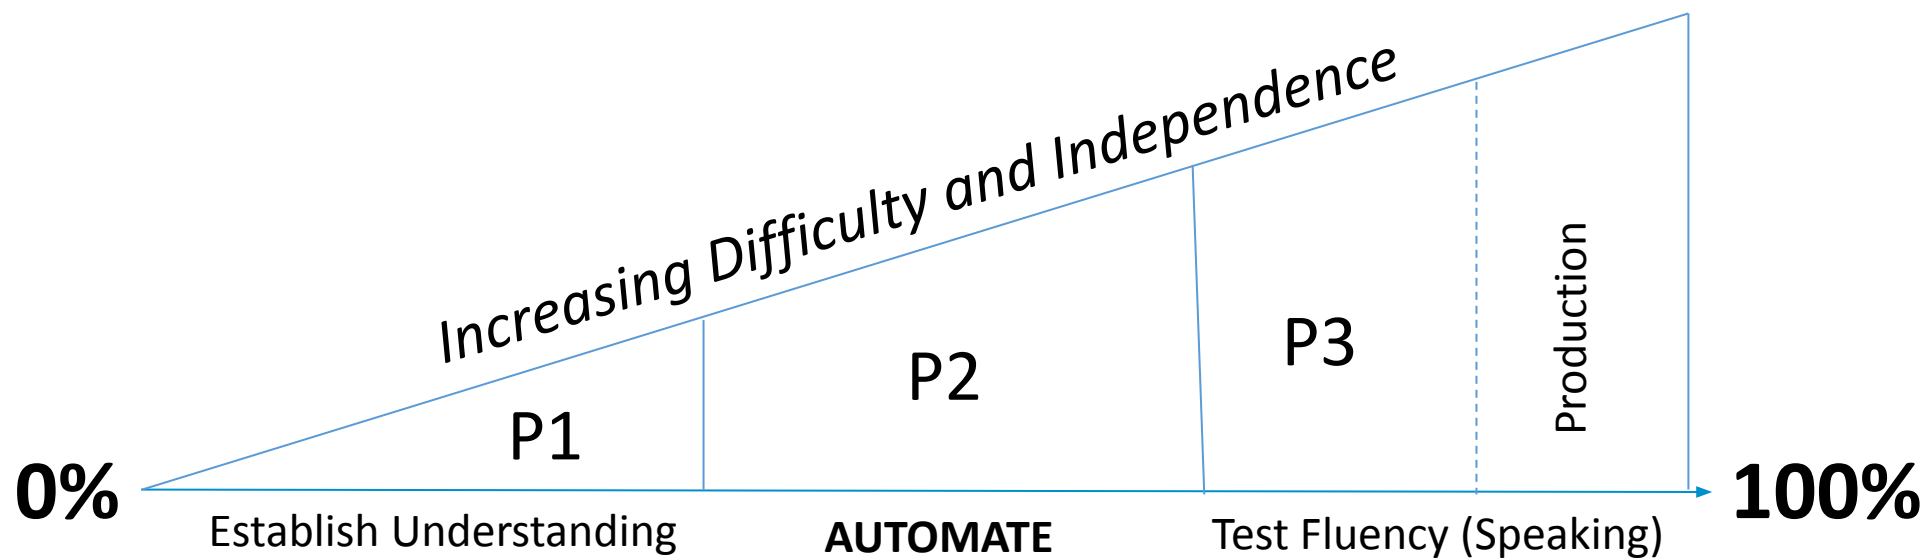 Increasing Difficulty and Independence
P1
P2
P3
Production
0%
100%
Establish Understanding
AUTOMATE
Test Fluency (Speaking)